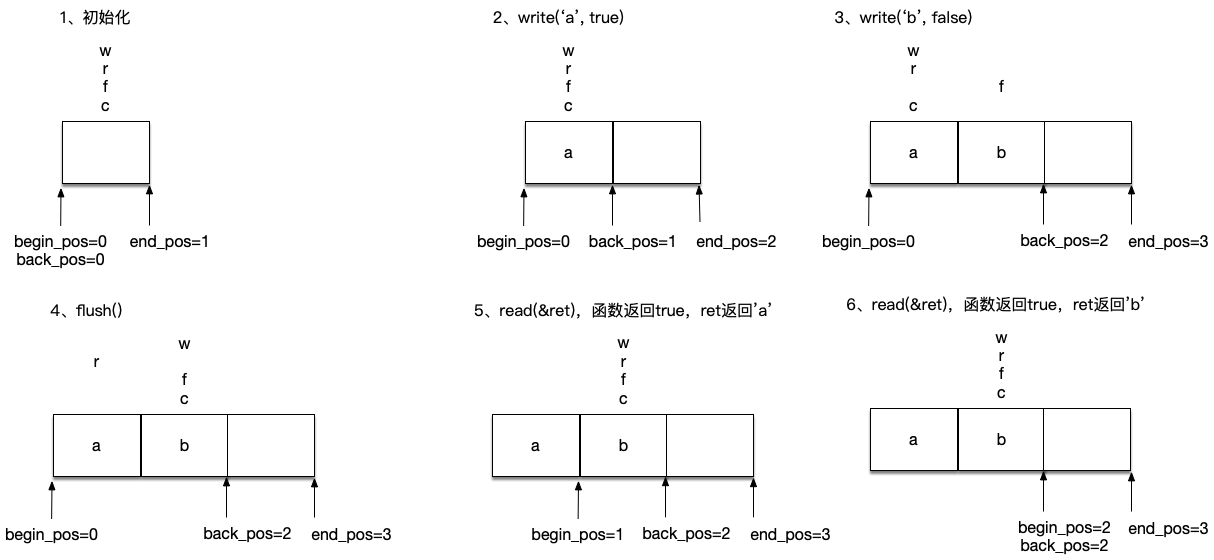 1、初始化
w
r
f
c
begin_pos=0
back_pos=0
end_pos=1
2、write(‘a’, true)
w
r
f
c
a
begin_pos=0
back_pos=1
end_pos=2
3、write(‘b’, false)
w
r
f
c
a
b
begin_pos=0
back_pos=2
end_pos=3
4、flush()
w
r
f
c
a
b
begin_pos=0
back_pos=2
end_pos=3
5、read(&ret)，函数返回true，ret返回’a’
w
r
f
c
a
b
begin_pos=1
back_pos=2
end_pos=3
6、read(&ret)，函数返回true，ret返回’b’
w
r
f
c
a
b
begin_pos=2
back_pos=2
end_pos=3